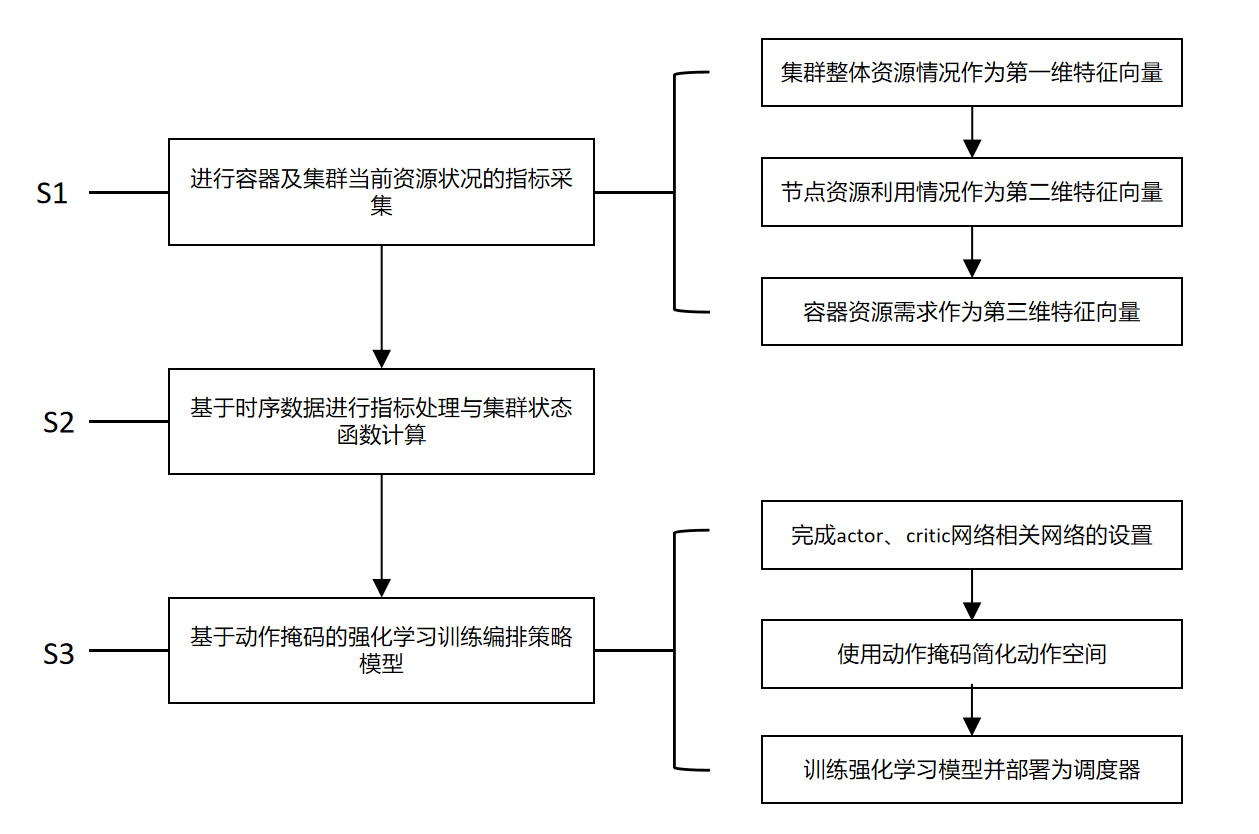 S1
进行容器及集群当前资源状况的指标采
集
集群整体资源情况作为第一维特征向量
节点资源利用情况作为第二维特征向量
容器资源需求作为第三维特征向量
S2
基于时序数据进行指标处理与集群状态
函数计算
S3
基于动作掩码的强化学习训练编排策略
模型
完成actor、critic网络相关网络的设置
使用动作掩码简化动作空间
训练强化学习模型并部署为调度器